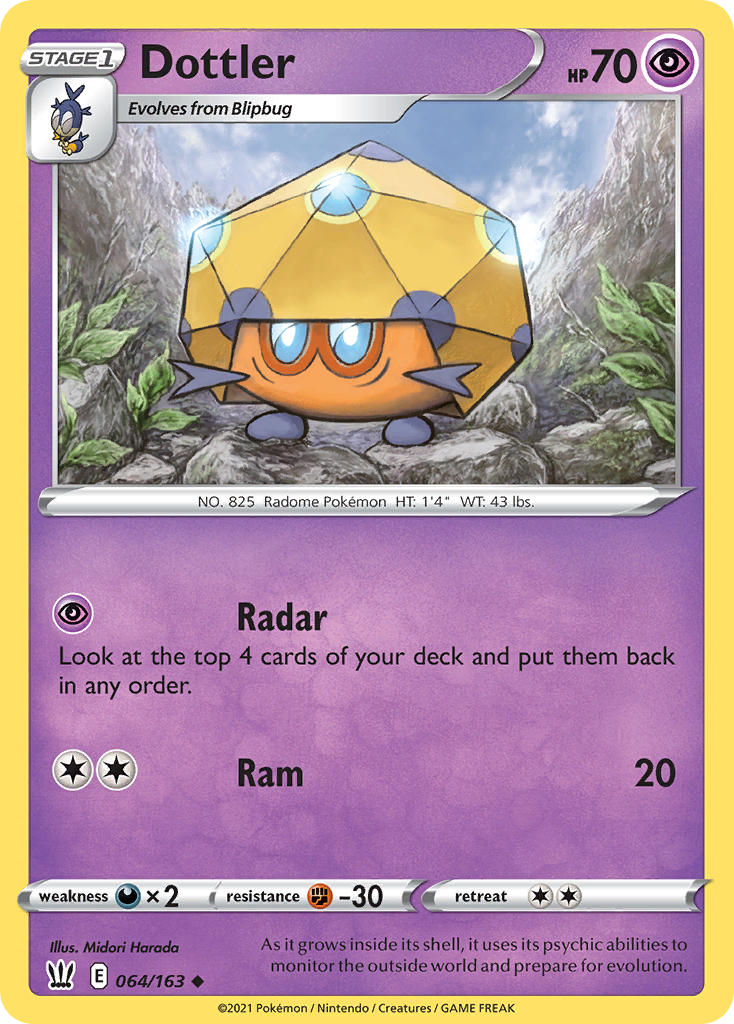 STAGE1
Dottler
HP70
Evolves from Blipbug
NO. 825 Radome Pokémon HT: 1'4" WT: 43 lbs.
Radar
Look at the top 4 cards of your deck and put them back
in any order.
Ram 20
weakness ×2 resistance -30 retreat
Illus. Midori Harada
As it grows inside its shell, it uses its psychic abilities to
monitor the outside world and prepare for evolution.
E 064/163
©2021 Pokémon / Nintendo / Creatures / GAME FREAK